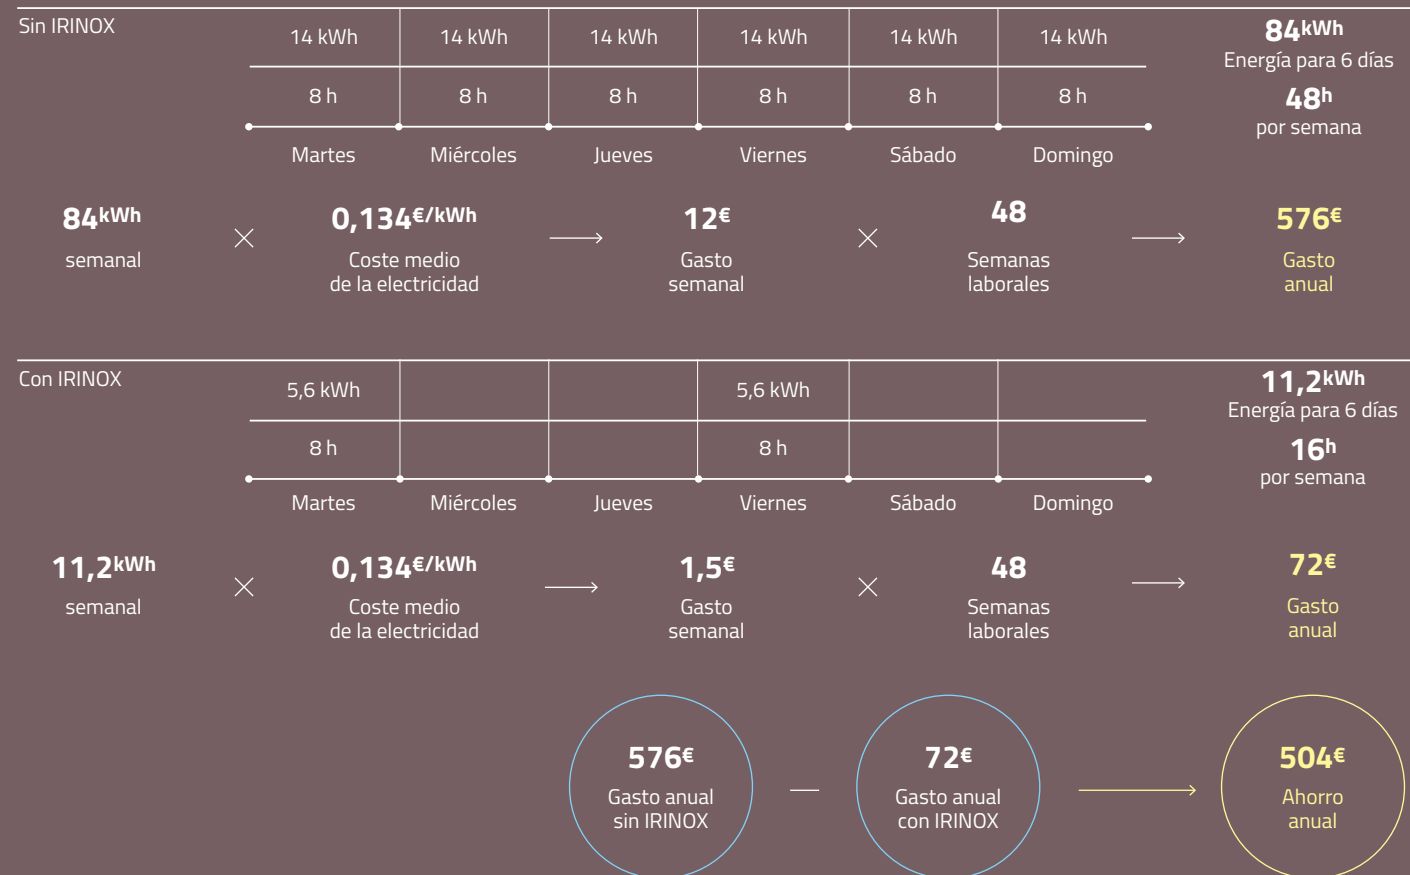 Sin IRINOX
14 kWh 14 kWh 14 kWh 14 kWh 14 kWh 14 kWh
84kWh
Energía para 6 días
8 h 8 h 8 h 8 h 8 h 8 h
48h
por semana
Martes Miércoles Jueves Viernes Sábado Domingo
84kWh × 0,134€/kWh → 12€ × 48 → 576€
semanal Coste medio Gasto Semanas Gasto
de la electricidad semanal laborales anual
Con IRINOX
5,6 kWh 5,6 kWh
11,2kWh
Energía para 6 días
8 h 8 h
16h
por semana
Martes Miércoles Jueves Viernes Sábado Domingo
11,2kWh × 0,134€/kWh → 1,5€ × 48 → 72€
semanal Coste medio Gasto Semanas Gasto
de la electricidad semanal laborales anual
576€ — 72€ → 504€
Gasto anual Gasto anual Ahorro
sin IRINOX con IRINOX anual